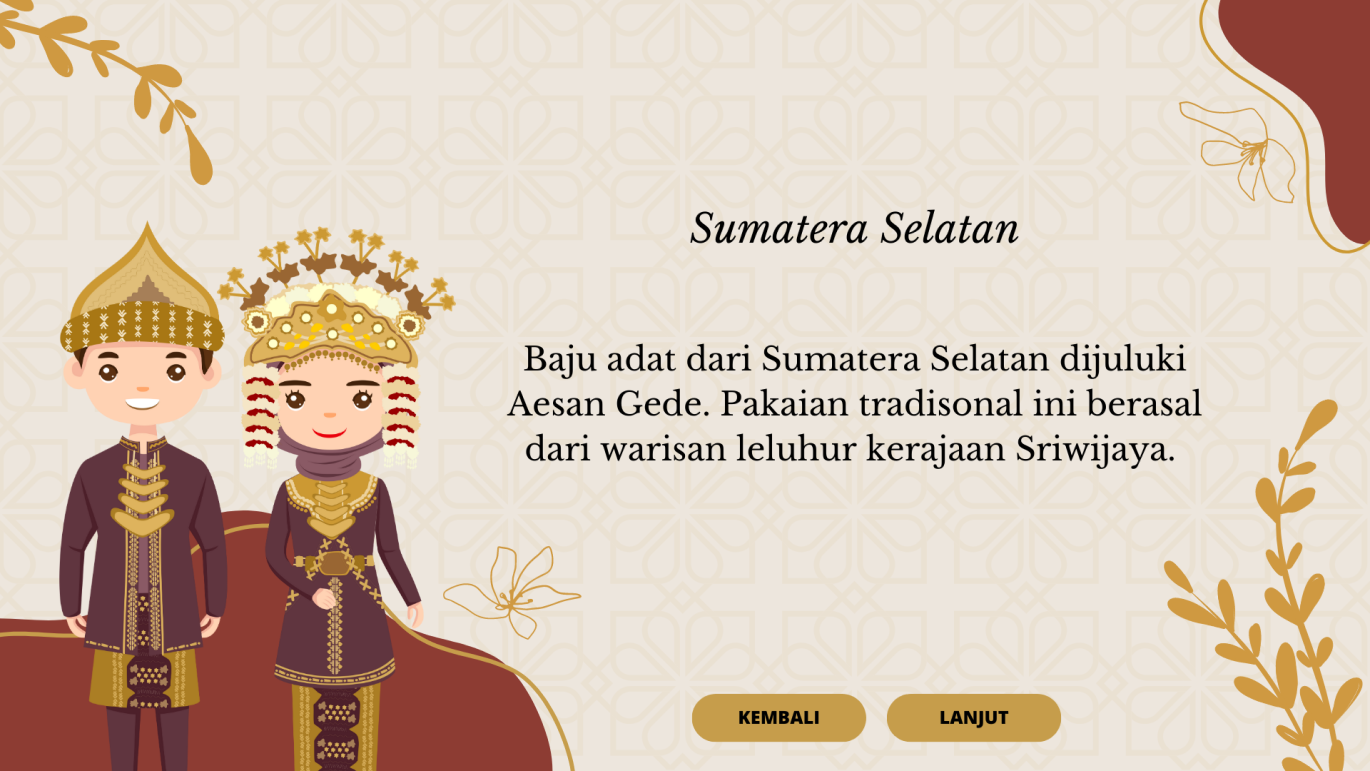 Sumatera Selatan
Baju adat dari Sumatera Selatan dijuluki
Aesan Gede. Pakaian tradisonal ini berasal
dari warisan leluhur kerajaan Sriwijaya.
KEMBALI
LANJUT